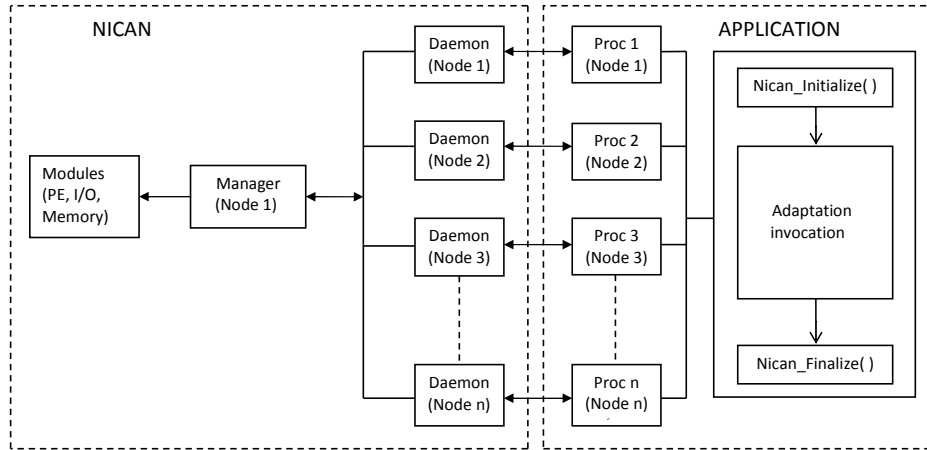 NICAN
APPLICATION
Daemon
(Node 1)
Proc 1
(Node 1)
Nican_Initialize( )
Daemon
(Node 2)
Proc 2
(Node 2)
Modules
(PE, I/O,
Memory)
Manager
(Node 1)
Adaptation
invocation
Daemon
(Node 3)
Proc 3
(Node 3)
Nican_Finalize( )
Daemon
(Node n)
Proc n
(Node n)